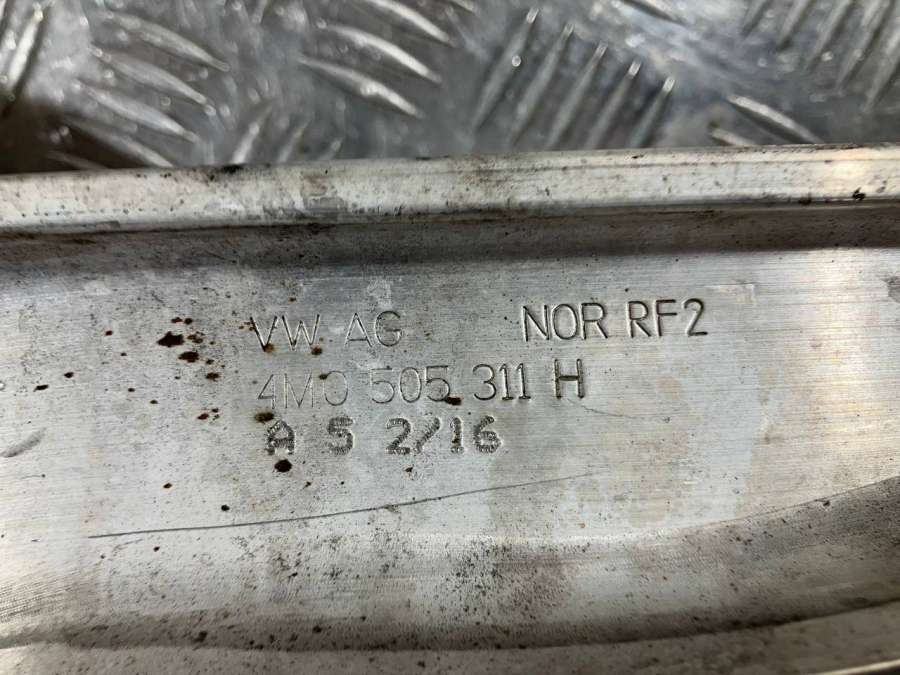 VW AG NOR RF2
4M0 505 311 H
A 5 2/16